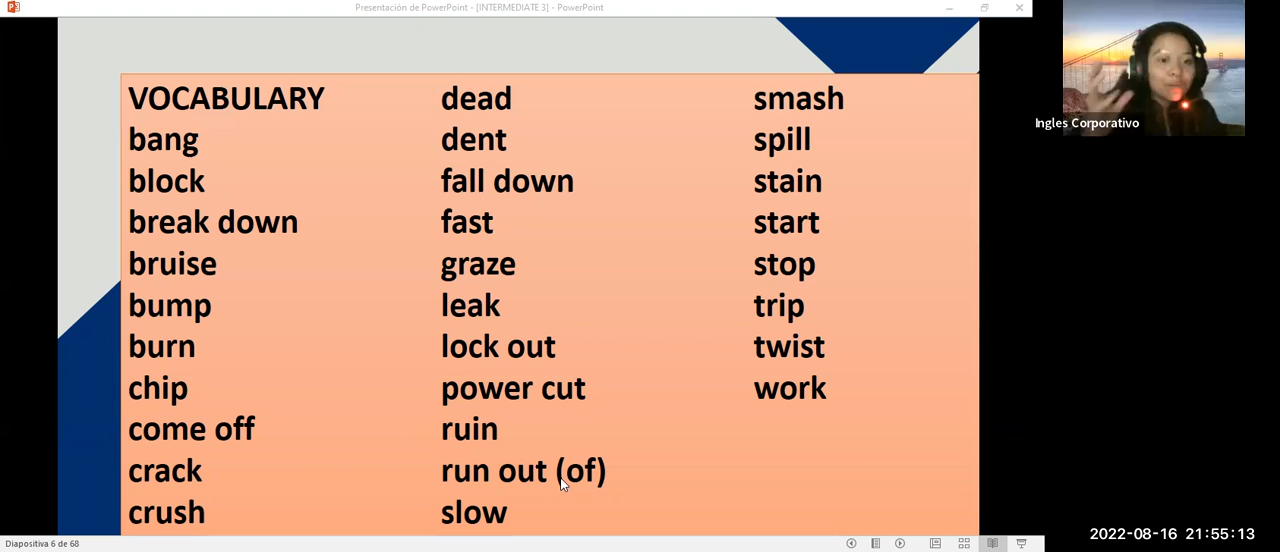 Presentación de PowerPoint - [INTERMEDIATE 3] - PowerPoint
VOCABULARY
bang
block
break down
bruise
bump
burn
chip
come off
crack
crush
dead
dent
fall down
fast
graze
leak
lock out
power cut
ruin
run out (of)
slow
smash
spill
stain
start
stop
trip
twist
work
Ingles Corporativo
Diapositiva 6 de 68
2022-08-16 21:55:13